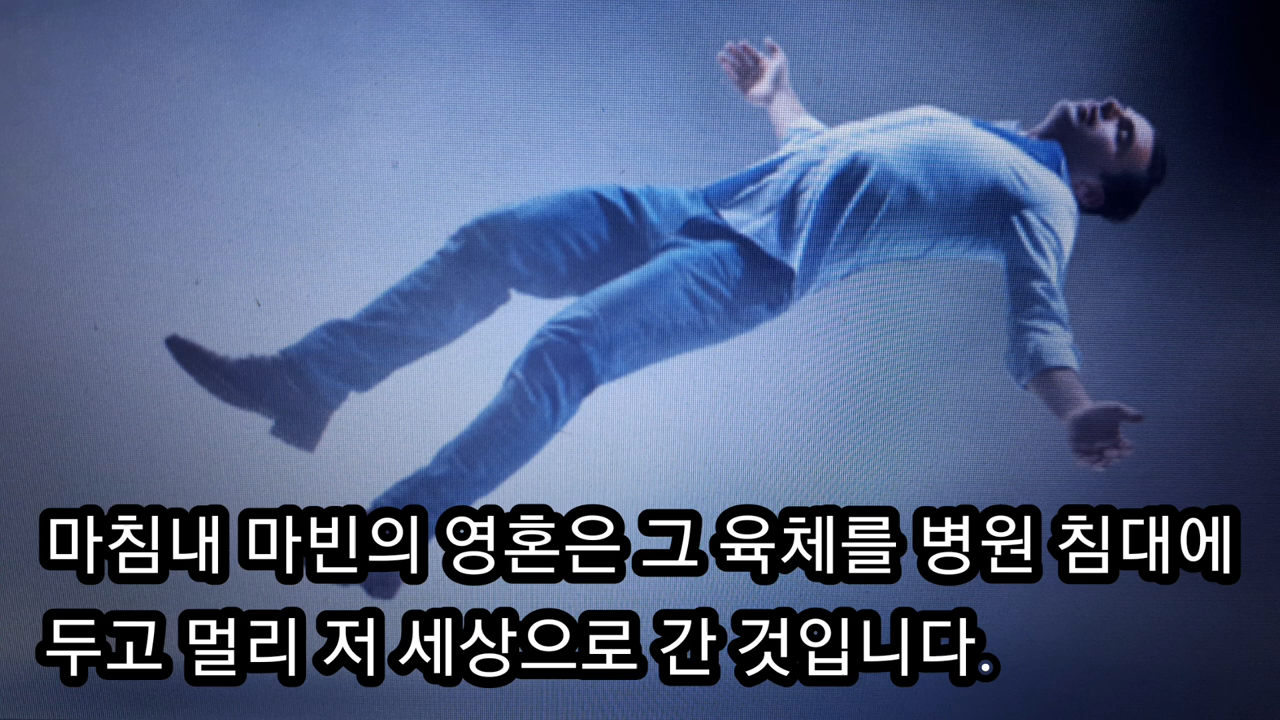 마침내 마빈의 영혼은 그 육체를 병원 침대에
두고 멀리 저 세상으로 간 것입니다.